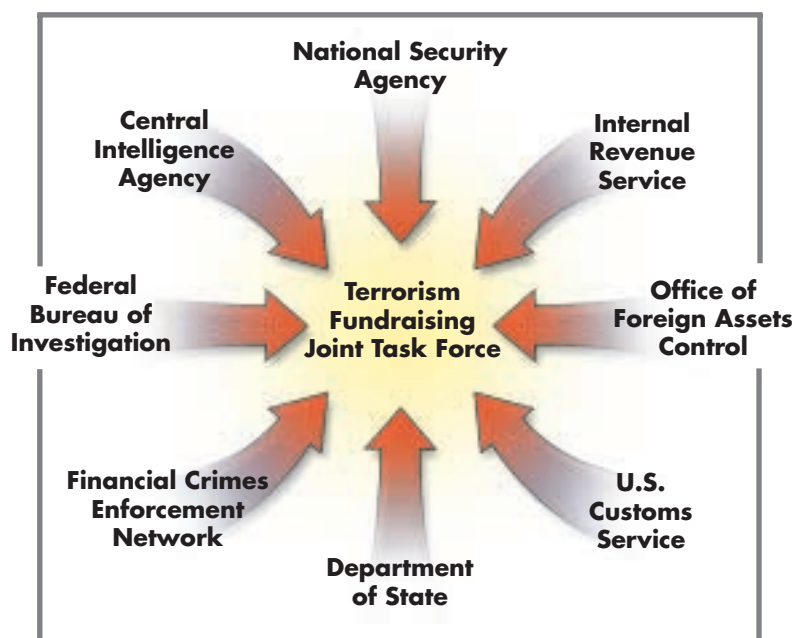 National Security
Agency
Central
Intelligence
Agency
Internal
Revenue
Service
Federal
Bureau of
Investigation
Terrorism
Fundraising
Joint Task Force
Office of
Foreign Assets
Control
Financial Crimes
Enforcement
Network
Department
of State
U.S.
Customs
Service